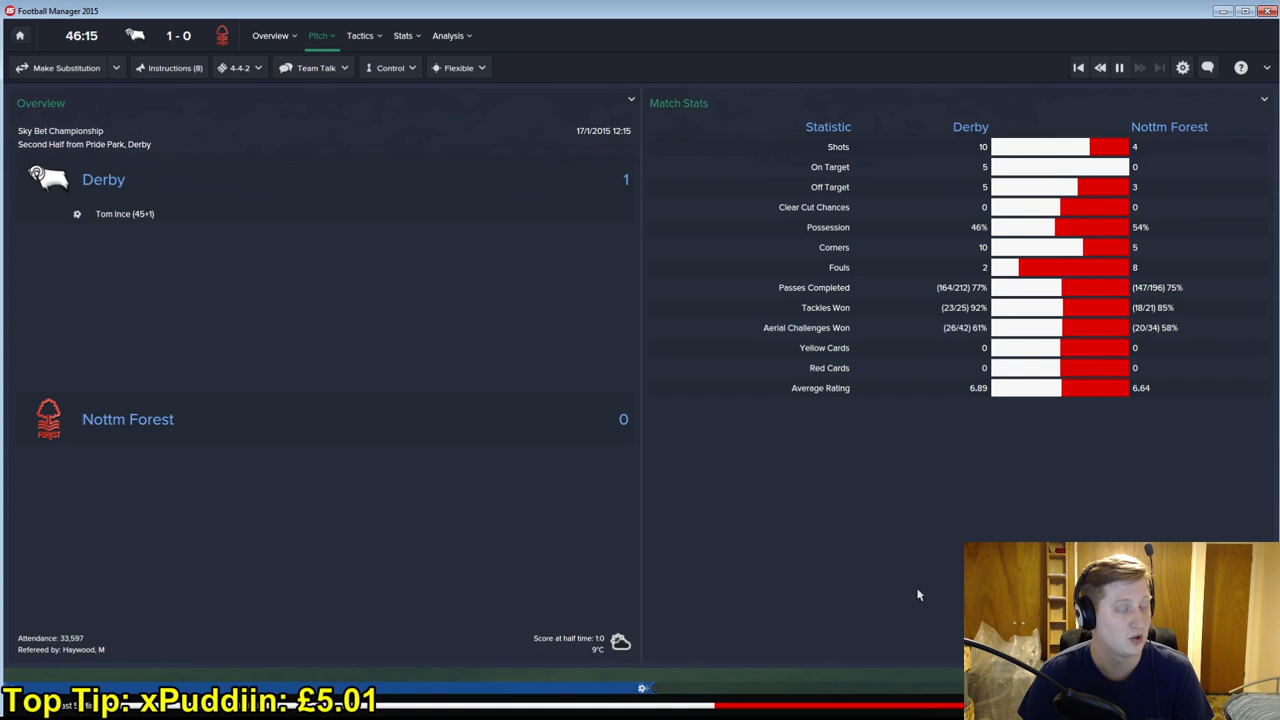 Football Manager 2015
46:15 1 - 0 Overview Pitch Tactics Stats Analysis
Make Substitution Instructions (8) 4-4-2 Team Talk Control Flexible
Overview
Sky Bet Championship 17/1/2015 12:15
Second Half from Pride Park, Derby
Derby 1
Tom Ince (45+1)
FOREST
Nottm Forest 0
Attendance: 33,597 Score at half time: 1:0
Refereed by: Haywood, M 9°C
Match Stats
Statistic Derby Nottm Forest
Shots 10 4
On Target 5 0
Off Target 5 3
Clear Cut Chances 0 0
Possession 46% 54%
Corners 10 5
Fouls 2 8
Passes Completed (164/212) 77% (147/196) 75%
Tackles Won (23/25) 92% (18/21) 85%
Aerial Challenges Won (26/42) 61% (20/34) 58%
Yellow Cards 0 0
Red Cards 0 0
Average Rating 6.89 6.64
Top Tip: xPuddiin: £5.01